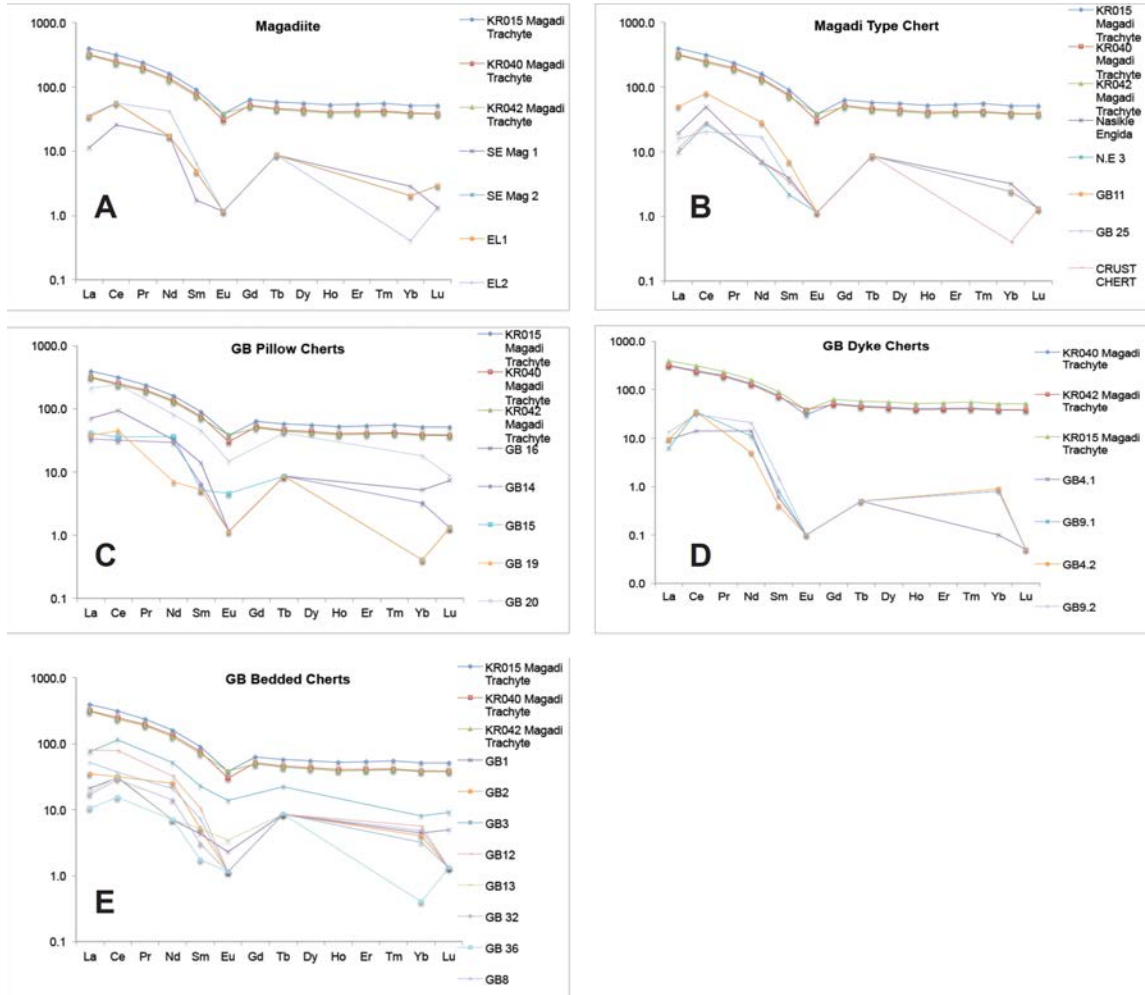 Magadiite
1000.0
100.0
10.0
1.0
0.1
La Ce Pr Nd Sm Eu Gd Tb Dy Ho Er Tm Yb Lu
A
KR015 Magadi
Trachyte
KR040 Magadi
Trachyte
KR042 Magadi
Trachyte
SE Mag 1
SE Mag 2
EL1
EL2
Magadi Type Chert
1000.0
100.0
10.0
1.0
0.1
La Ce Pr Nd Sm Eu Gd Tb Dy Ho Er Tm Yb Lu
B
KR015
Magadi
Trachyte
KR040
Magadi
Trachyte
KR042
Magadi
Trachyte
Nasikie
Engida
N.E 3
GB11
GB 25
CRUST
CHERT
GB Pillow Cherts
1000.0
100.0
10.0
1.0
0.1
La Ce Pr Nd Sm Eu Gd Tb Dy Ho Er Tm Yb Lu
C
KR015
Magadi
Trachyte
KR040
Magadi
Trachyte
KR042
Magadi
Trachyte
GB 16
GB14
GB15
GB 19
GB 20
GB Dyke Cherts
1000.0
100.0
10.0
1.0
0.1
0.0
La Ce Pr Nd Sm Eu Gd Tb Dy Ho Er Tm Yb Lu
D
KR040 Magadi
Trachyte
KR042 Magadi
Trachyte
KR015 Magadi
Trachyte
GB4.1
GB9.1
GB4.2
GB9.2
GB Bedded Cherts
1000.0
100.0
10.0
1.0
0.1
La Ce Pr Nd Sm Eu Gd Tb Dy Ho Er Tm Yb Lu
E
KR015 Magadi
Trachyte
KR040 Magadi
Trachyte
KR042 Magadi
Trachyte
GB1
GB2
GB3
GB12
GB13
GB 32
GB 36
GB8